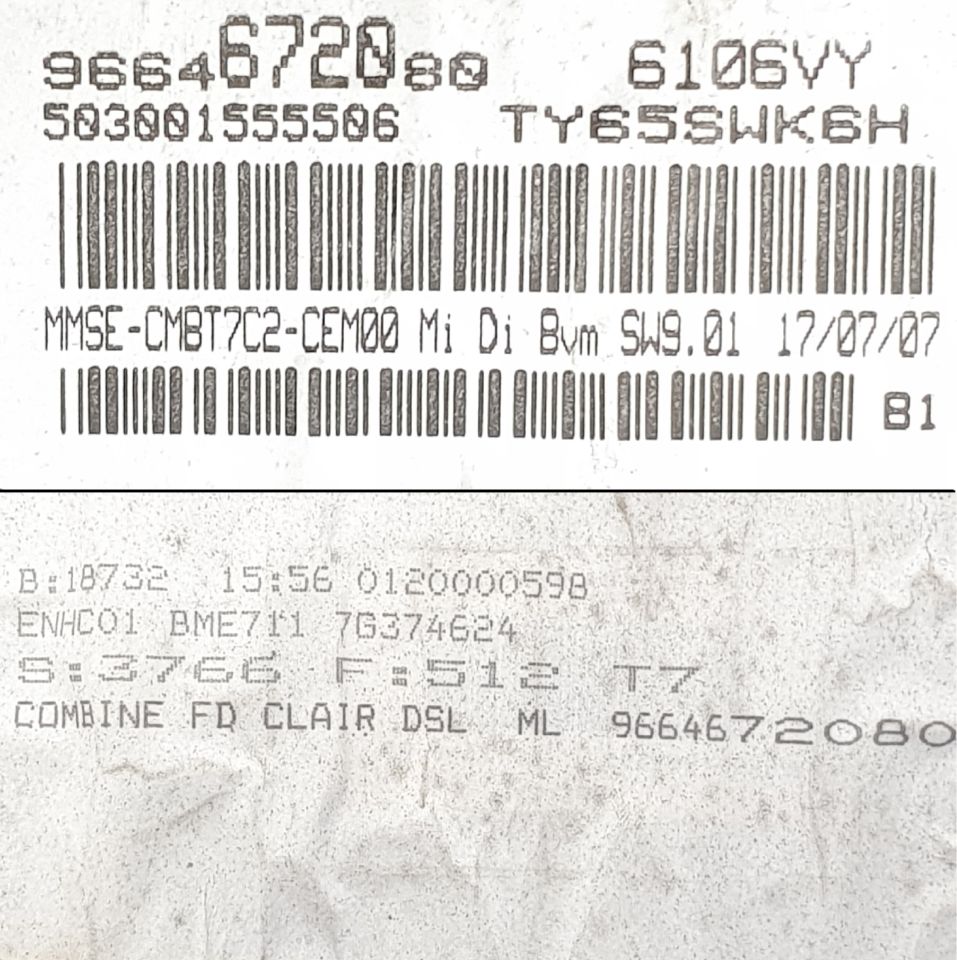 9664672080 6106VY
503001555506 TY65SWK6H
MMSE-CMBT7C2-CEM00 Mi Di Bvm SW9.01 17/07/07
B1
B:18732 15:56 0120000598
ENHC01 BME711 7G374624
S:3766 F:512 T7
COMBINE FD CLAIR DSL ML 9664672080